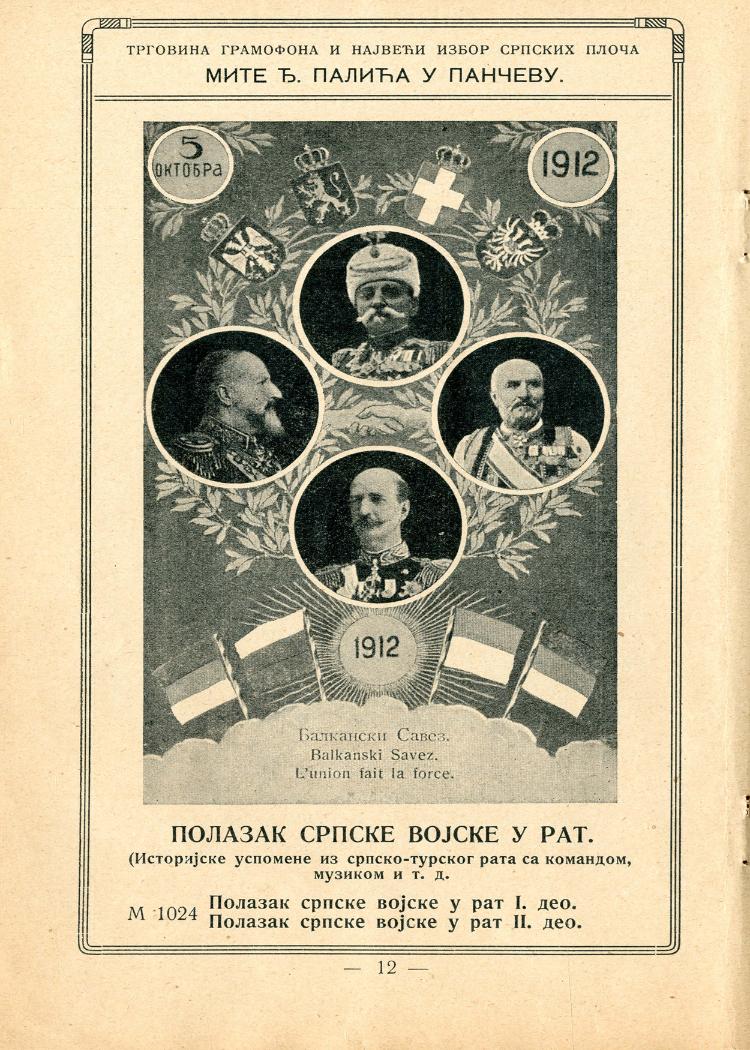 ТРГОВИНА ГРАМОФОНА И НАЈВЕЋИ ИЗБОР СРПСКИХ ПЛОЧА
МИТЕ Ђ. ПАЛИЋА У ПАНЧЕВУ.
5
ОКТОБРа
1912
1912
Балкански Савез.
Balkanski Savez.
L'union fait la force.
ПОЛАЗАК СРПСКЕ ВОЈСКЕ У РАТ.
(Историјске успомене из српско-турског рата са командом,
музиком и т. д.
М 1024 Полазак српске војске у рат I. део.
Полазак српске војске у рат II. део.
— 12 —